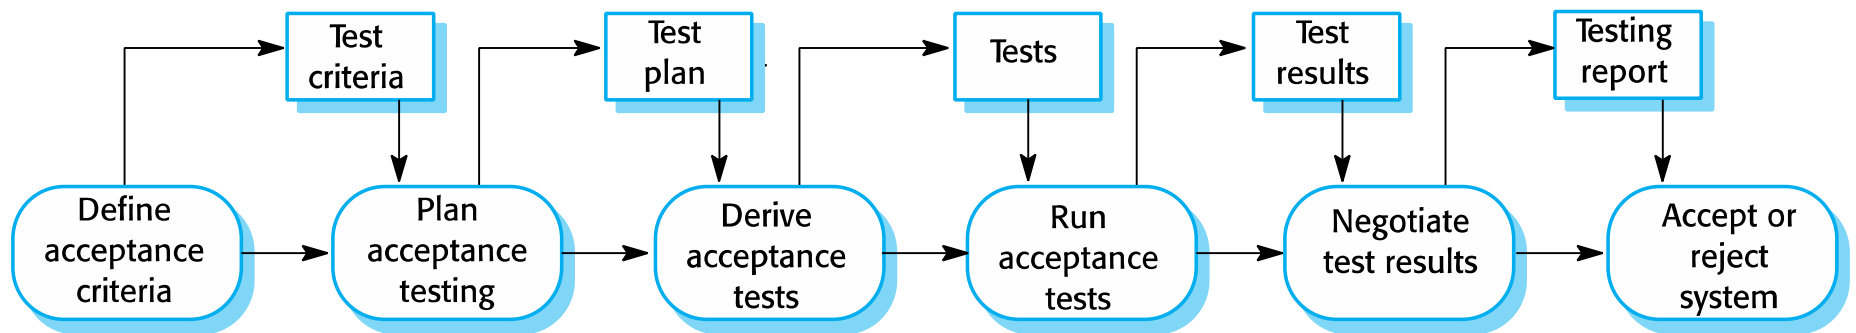 Test
criteria
Test
plan
Tests
Test
results
Testing
report
Define
acceptance
criteria
Plan
acceptance
testing
Derive
acceptance
tests
Run
acceptance
tests
Negotiate
test results
Accept or
reject
system